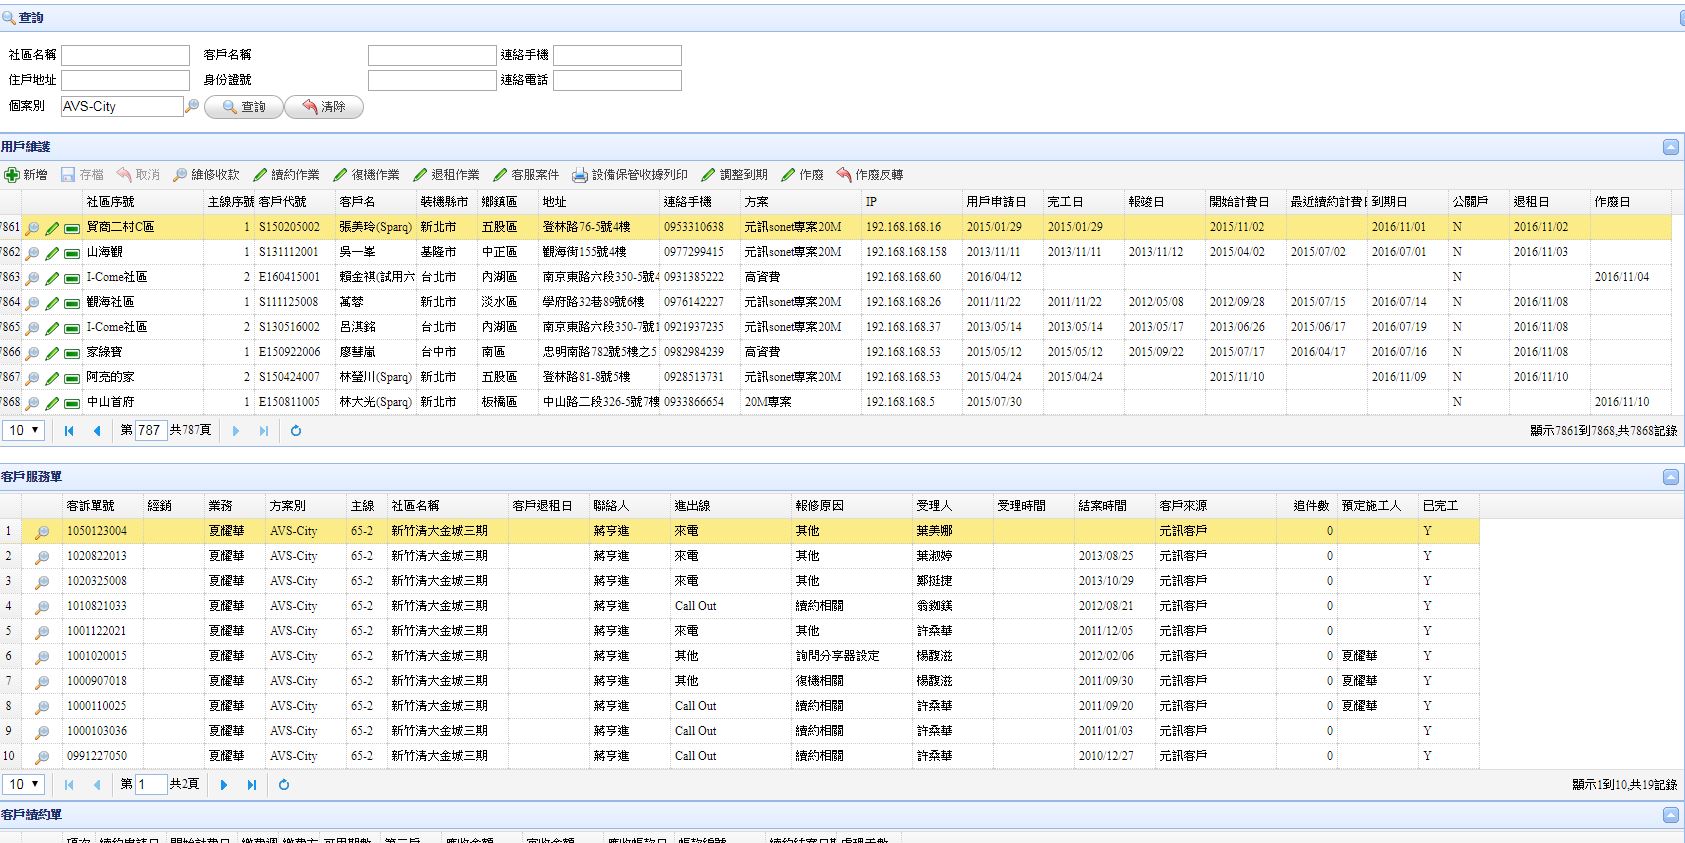 查詢
社區名稱 客戶名稱 連絡手機
住戶地址 身份證號 連絡電話
個案別 AVS-City 查詢 清除
用戶維護
新增 存檔 取消 維修收款 續約作業 復機作業 退租作業 客服案件 設備保管收據列印 調整到期 作廢 作廢反轉
社區序號 主線序號 客戶代號 客戶名 裝機縣市 鄉鎮區 地址 連絡手機 方案 IP 用戶申請日 完工日 報竣日 開始計費日 最近續約計費日 到期日 公關戶 退租日 作廢日
7861 貿商二村C區 1 S150205002 張美玲(Sparq) 新北市 五股區 登林路76-5號4樓 0953310638 元訊sonet專案20M 192.168.168.16 2015/01/29 2015/01/29 2015/11/02 2016/11/01 N 2016/11/02
7862 山海觀 1 S131112001 吳一峯 基隆市 中正區 觀海街155號4樓 0977299415 元訊sonet專案20M 192.168.168.158 2013/11/11 2013/11/11 2013/11/12 2015/04/02 2015/07/02 2016/07/01 N 2016/11/03
7863 I-Come社區 2 E160415001 賴金祺(試用六 台北市 內湖區 南京東路六段350-5號4 0931385222 高資費 192.168.168.60 2016/04/12 N 2016/11/04
7864 觀海社區 1 S111125008 萬蓉 新北市 淡水區 學府路32巷89號6樓 0976142227 元訊sonet專案20M 192.168.168.26 2011/11/22 2011/11/22 2012/05/08 2012/09/28 2015/07/15 2016/07/14 N 2016/11/08
7865 I-Come社區 2 S130516002 呂淇銘 台北市 內湖區 南京東路六段350-7號1 0921937235 元訊sonet專案20M 192.168.168.37 2013/05/14 2013/05/14 2013/05/17 2013/06/26 2015/06/17 2016/07/19 N 2016/11/08
7866 家綠寶 1 E150922006 廖彗嵐 台中市 南區 忠明南路782號5樓之5 0982984239 高資費 192.168.168.53 2015/05/12 2015/05/12 2015/09/22 2015/07/17 2016/04/17 2016/07/16 N 2016/11/08
7867 阿亮的家 2 S150424007 林瑩川(Sparq) 新北市 五股區 登林路81-8號5樓 0928513731 元訊sonet專案20M 192.168.168.53 2015/04/24 2015/04/24 2015/11/10 2016/11/09 N 2016/11/10
7868 中山首府 1 E150811005 林大光(Sparq) 新北市 板橋區 中山路二段326-5號7樓 0933866654 20M專案 192.168.168.5 2015/07/30 N 2016/11/10
10 第 787 共787頁 顯示7861到7868,共7868記錄
客戶服務單
客訴單號 經銷 業務 方案別 主線 社區名稱 客戶退租日 聯絡人 進出線 報修原因 受理人 受理時間 結案時間 客戶來源 追件數 預定施工人 已完工
1 1050123004 夏耀華 AVS-City 65-2 新竹清大金城三期 蔣亨進 來電 其他 葉美娜 元訊客戶 0 Y
2 1020822013 夏耀華 AVS-City 65-2 新竹清大金城三期 蔣亨進 來電 其他 葉淑婷 2013/08/25 元訊客戶 0 Y
3 1020325008 夏耀華 AVS-City 65-2 新竹清大金城三期 蔣亨進 來電 其他 鄭挺捷 2013/10/29 元訊客戶 0 Y
4 1010821033 夏耀華 AVS-City 65-2 新竹清大金城三期 蔣亨進 Call Out 續約相關 2012/08/21 元訊客戶 0 Y
5 1001122021 夏耀華 AVS-City 65-2 新竹清大金城三期 蔣亨進 來電 其他 許桑華 2011/12/05 元訊客戶 0 Y
6 1001020015 夏耀華 AVS-City 65-2 新竹清大金城三期 蔣亨進 其他 詢問分享器設定 楊馥滋 2012/02/06 元訊客戶 0 夏耀華 Y
7 1000907018 夏耀華 AVS-City 65-2 新竹清大金城三期 蔣亨進 其他 復機相關 楊馥滋 2011/09/30 元訊客戶 0 夏耀華 Y
8 1000110025 夏耀華 AVS-City 65-2 新竹清大金城三期 蔣亨進 Call Out 續約相關 許桑華 2011/09/20 元訊客戶 0 夏耀華 Y
9 1000103036 夏耀華 AVS-City 65-2 新竹清大金城三期 蔣亨進 Call Out 續約相關 許桑華 2011/01/03 元訊客戶 0 Y
10 0991227050 夏耀華 AVS-City 65-2 新竹清大金城三期 蔣亨進 Call Out 續約相關 許桑華 2010/12/27 元訊客戶 0 Y
10 第 1 共2頁 顯示1到10,共19記錄
客戶續約單